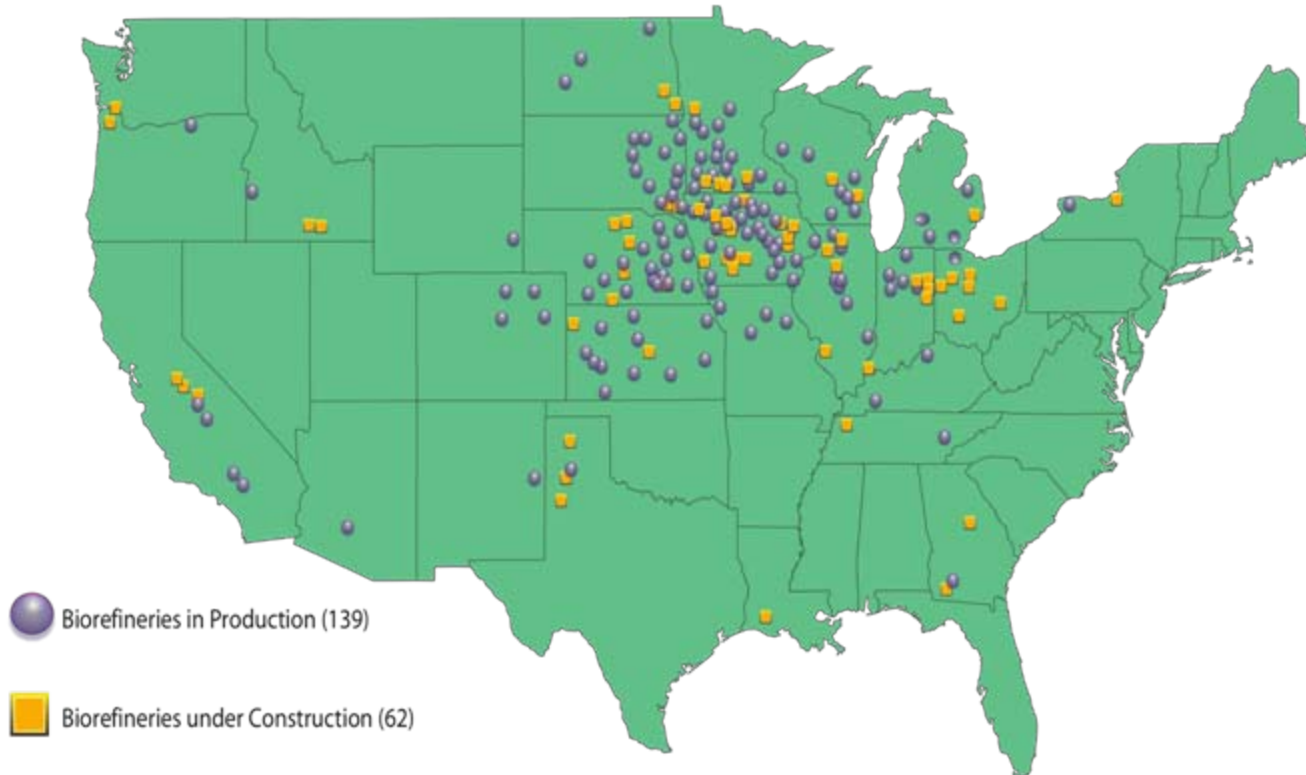 Biorefineries in Production (139)
Biorefineries under Construction (62)